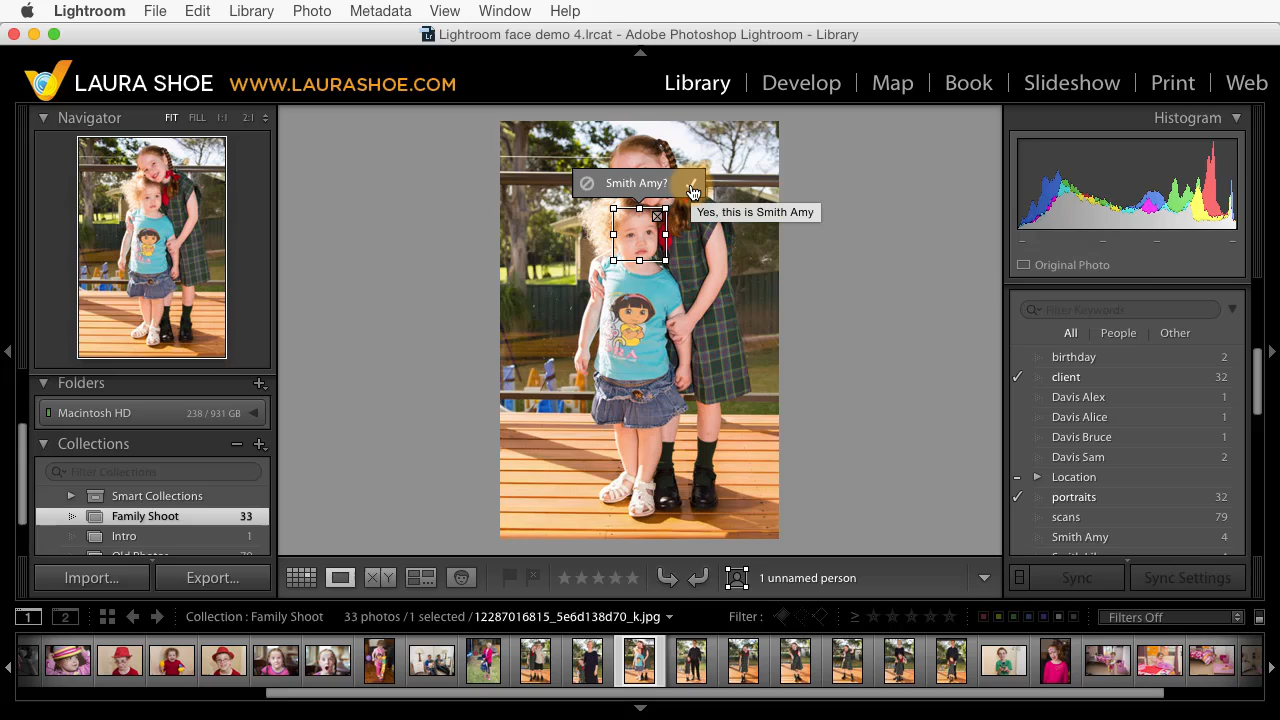 Lightroom File Edit Library Photo Metadata View Window Help
Lr Lightroom face demo 4.lrcat - Adobe Photoshop Lightroom - Library
LAURA SHOE WWW.LAURASHOE.COM
Library | Develop | Map | Book | Slideshow | Print | Web
Navigator FIT FILL 1:1 2:1
Histogram
Smith Amy?
Yes, this is Smith Amy
Original Photo
Filter Keywords
All People Other
birthday 2
client 32
Davis Alex 1
Davis Alice 1
Davis Bruce 1
Davis Sam 2
Location
portraits 32
scans 79
Smith Amy 4
Folders
Macintosh HD 238 / 931 GB
Collections
Filter Collections
Smart Collections
Family Shoot 33
Intro 1
Old Photos 79
Import... Export...
XY
1 unnamed person
Sync Sync Settings
1 2 Collection : Family Shoot 33 photos / 1 selected / 12287016815_5e6d138d70_k.jpg Filter : ≥ Filters Off